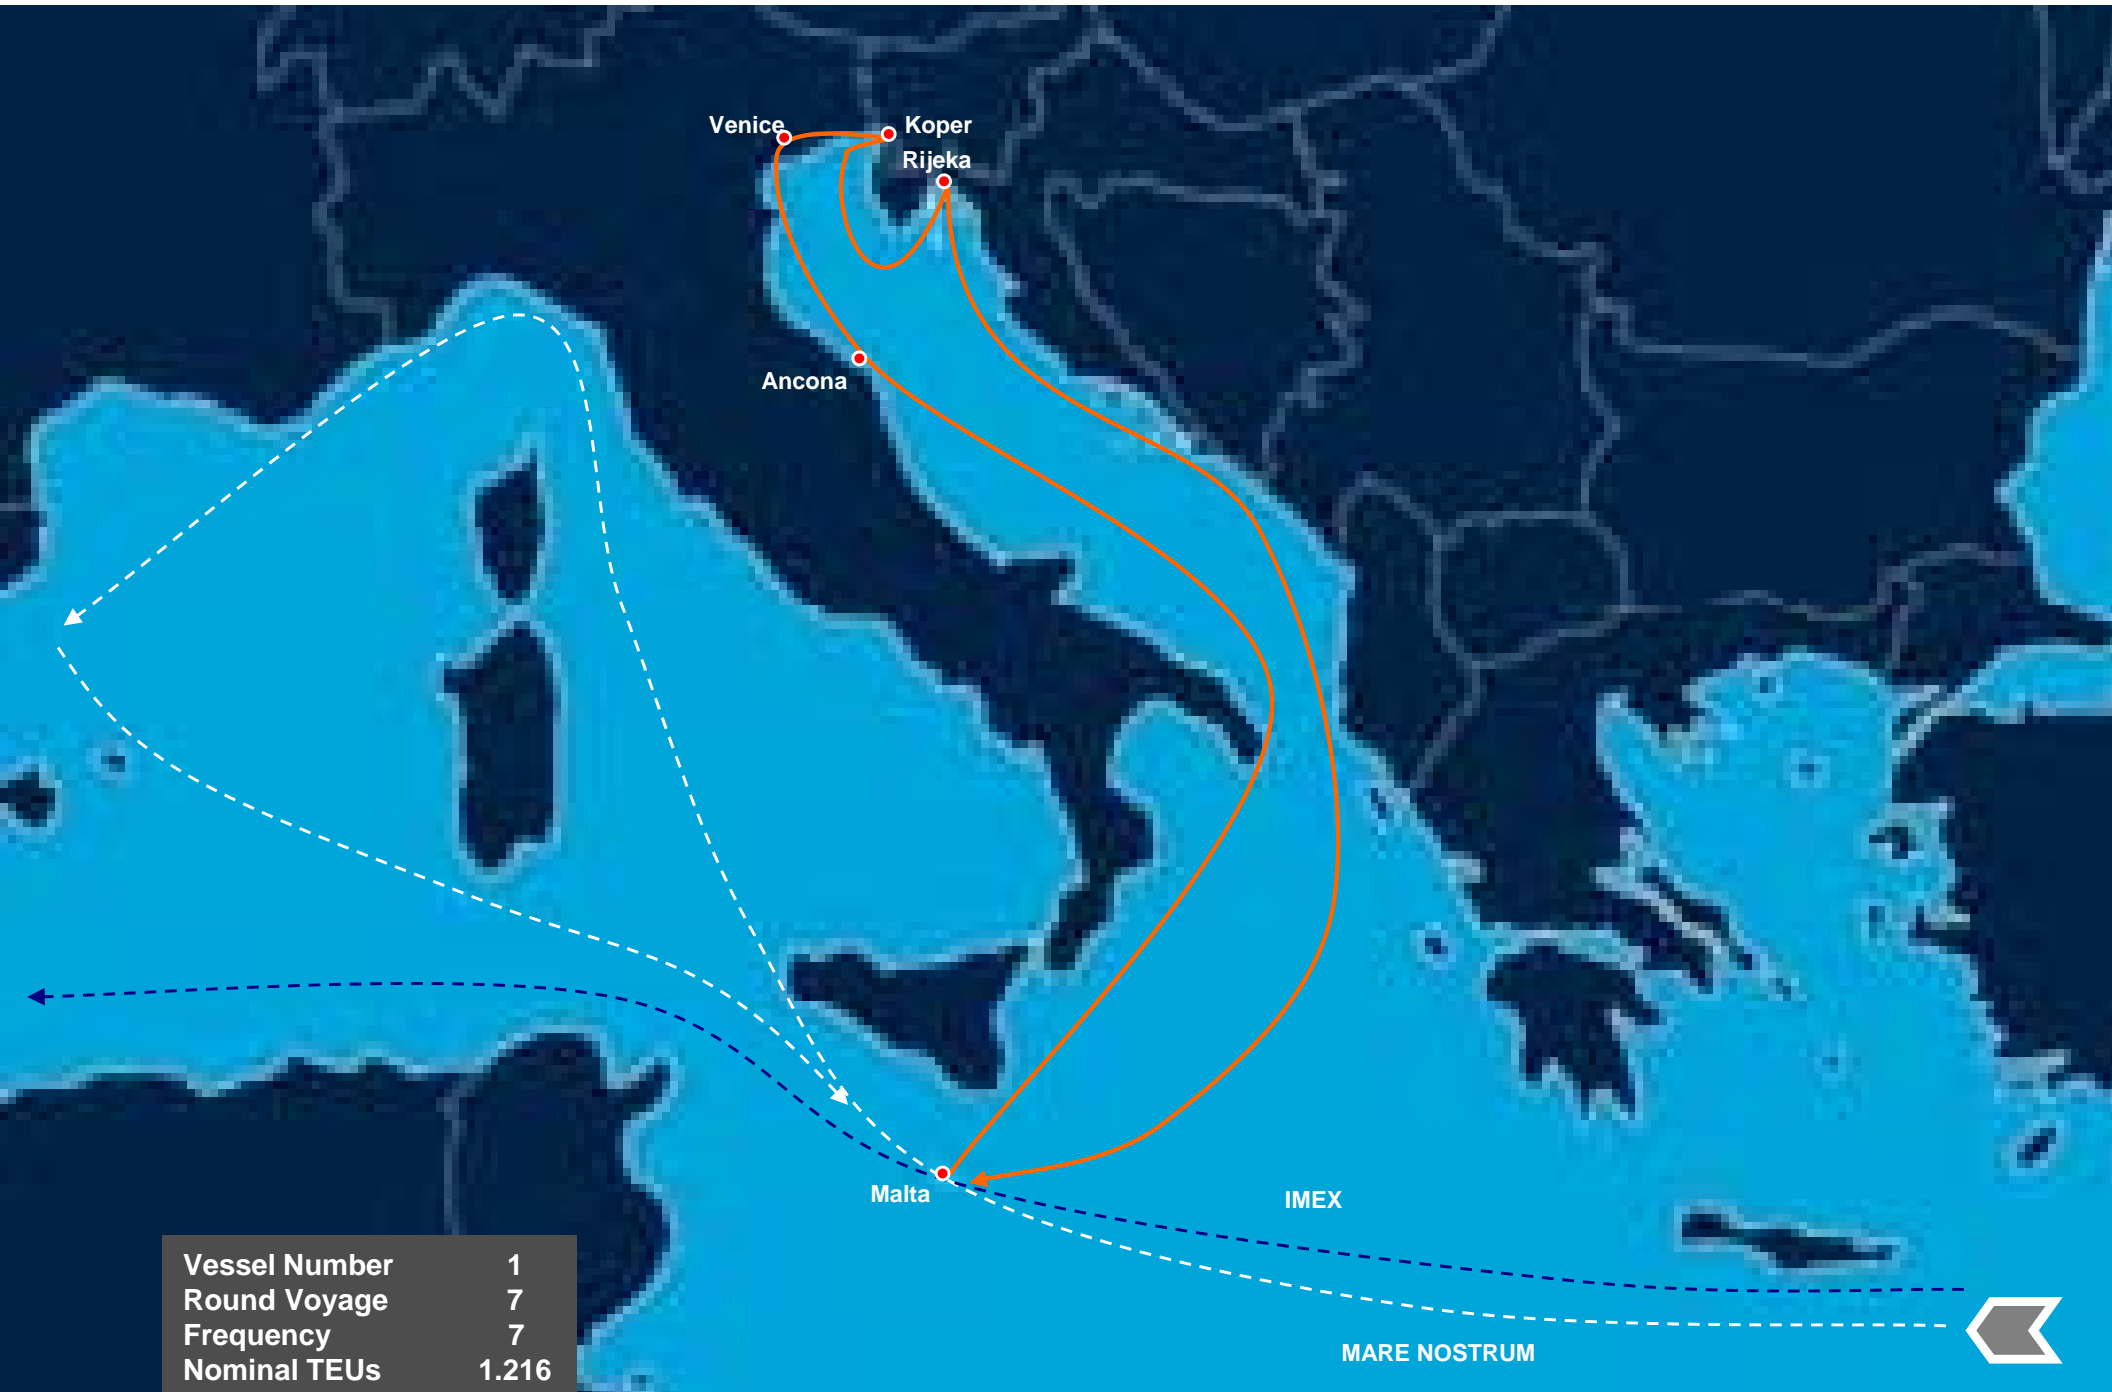 Venice
Koper
Rijeka
Ancona
Malta
IMEX
MARE NOSTRUM
Vessel Number 1
Round Voyage 7
Frequency 7
Nominal TEUs 1.216